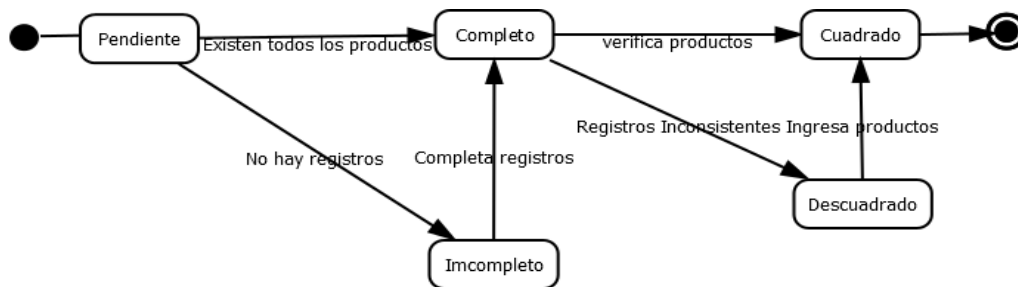 Pendiente
Existen todos los productos
Completo
verifica productos
Cuadrado
No hay registros
Completa registros
Registros Inconsistentes
Ingresa productos
Descuadrado
Imcompleto